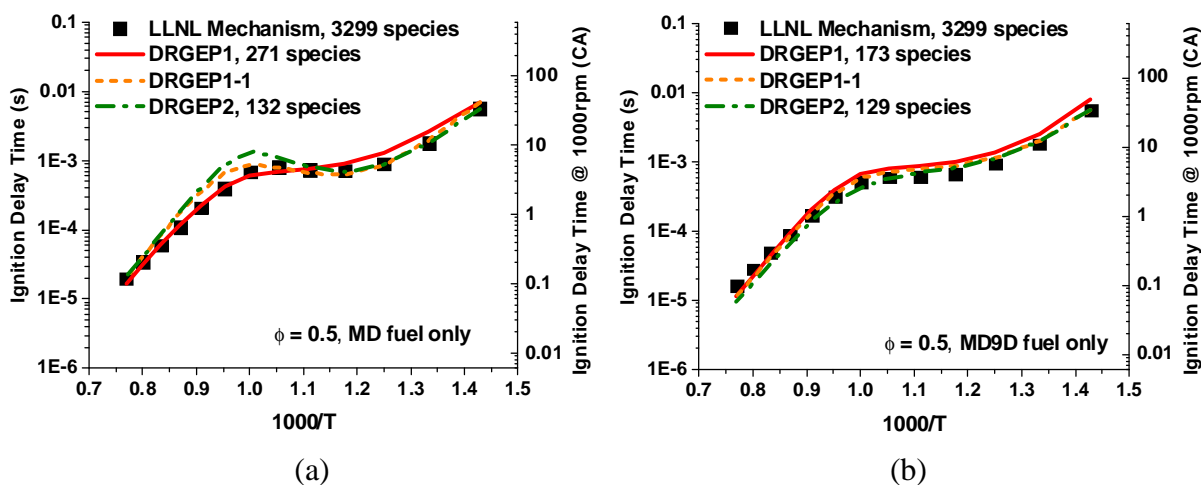 LLNL Mechanism, 3299 species
DRGEP1, 271 species
DRGEP1-1
DRGEP2, 132 species
Ignition Delay Time (s)
0.1
0.01
1E-3
1E-4
1E-5
1E-6
0.7 0.8 0.9 1.0 1.1 1.2 1.3 1.4 1.5
1000/T
Ignition Delay Time @ 1000rpm (CA)
100
10
1
0.1
0.01
ϕ = 0.5, MD fuel only
(a)
LLNL Mechanism, 3299 species
DRGEP1, 173 species
DRGEP1-1
DRGEP2, 129 species
Ignition Delay Time (s)
0.1
0.01
1E-3
1E-4
1E-5
1E-6
0.7 0.8 0.9 1.0 1.1 1.2 1.3 1.4 1.5
1000/T
Ignition Delay Time @ 1000rpm (CA)
100
10
1
0.1
0.01
ϕ = 0.5, MD9D fuel only
(b)